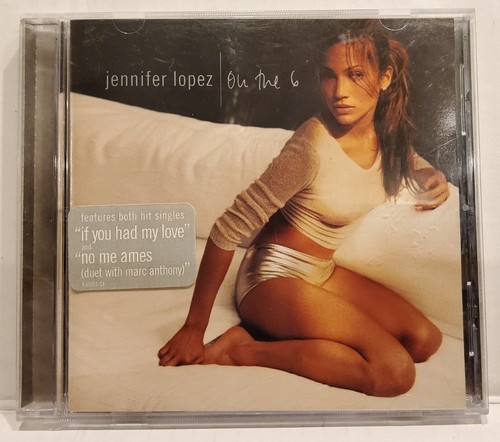 jennifer lopez | On the 6
features both hit singles
"if you had my love"
and
"no me ames
(duet with marc anthony)"